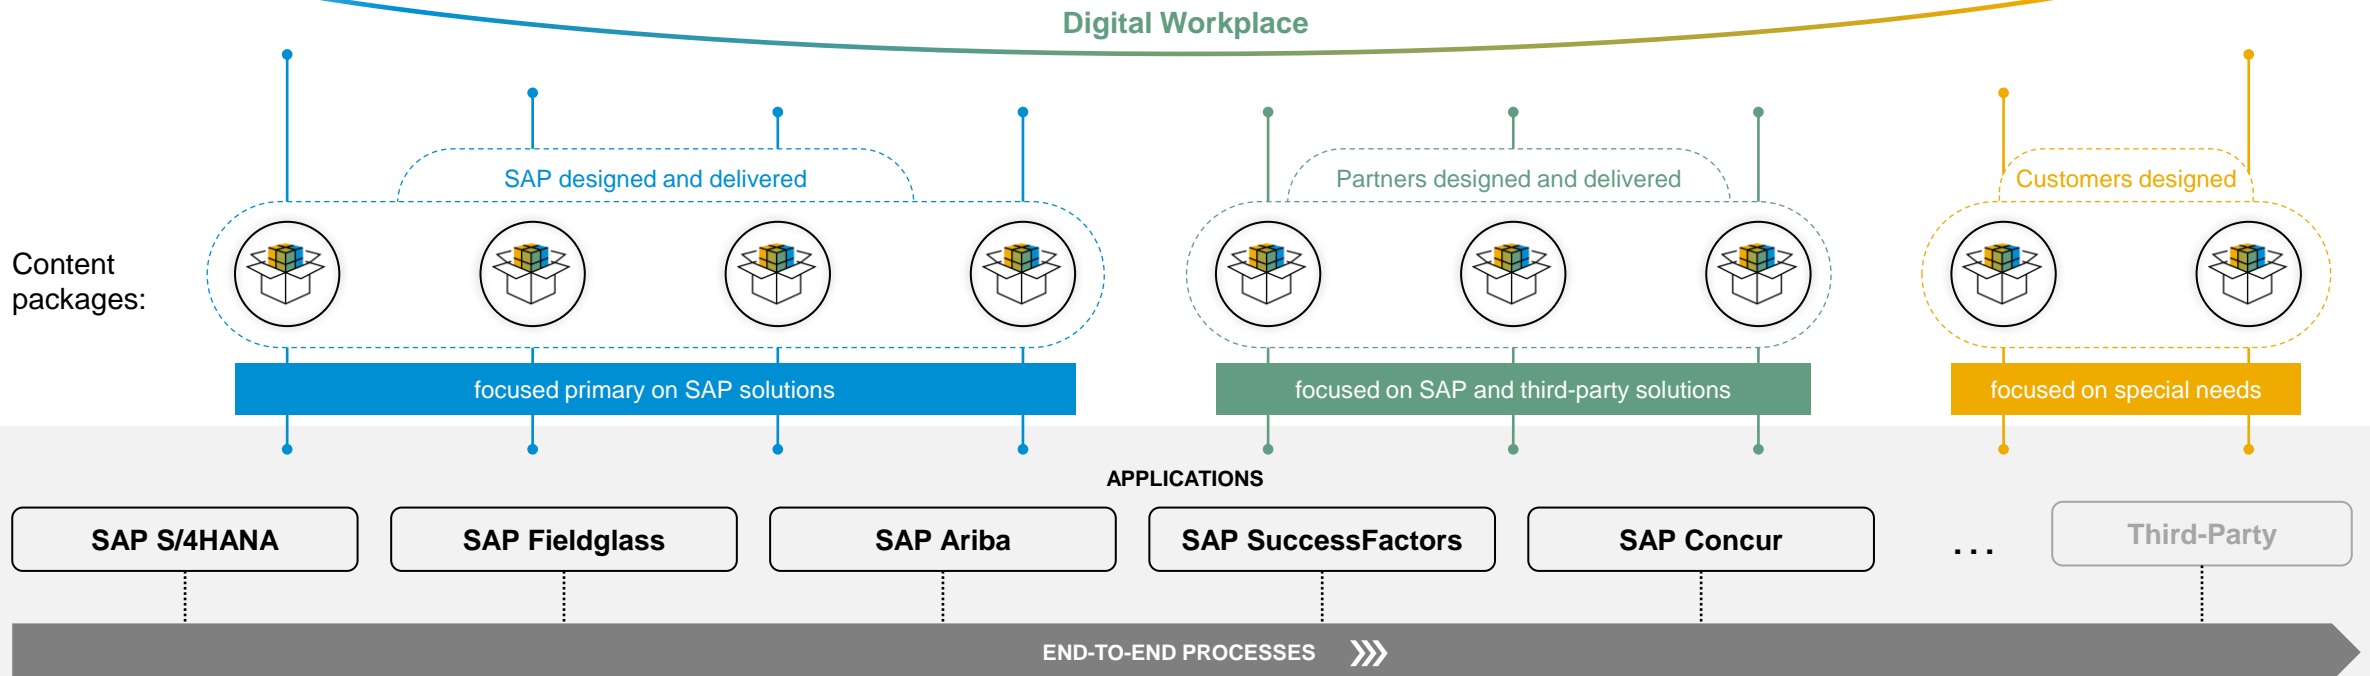 Digital Workplace
SAP designed and delivered
Partners designed and delivered
Customers designed
Content
packages:
focused primary on SAP solutions
focused on SAP and third-party solutions
focused on special needs
APPLICATIONS
SAP S/4HANA
SAP Fieldglass
SAP Ariba
SAP SuccessFactors
SAP Concur
...
Third-Party
END-TO-END PROCESSES